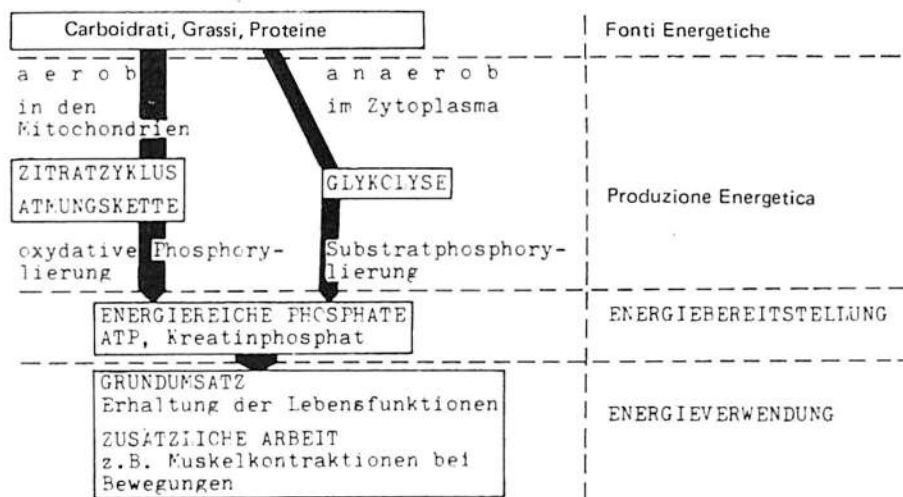 Carboidrati, Grassi, Proteine
Fonti Energetiche
a e r o b
in den
Mitochondrien
a n a e r o b
im Zytoplasma
ZITRATZYKLUS
ATMUNGSKETTE
GLYKOLYSE
Produzione Energetica
oxydative Phosphory-
lierung
Substratphosphory-
lierung
ENERGIEREICHE PHOSPHATE
ATP, Kreatinphosphat
ENERGIEBEREITSTELLUNG
GRUNDUMSATZ
Erhaltung der Lebensfunktionen
ZUSÄTZLICHE ARBEIT
z.B. Muskelkontraktionen bei
Bewegungen
ENERGIEVERWENDUNG